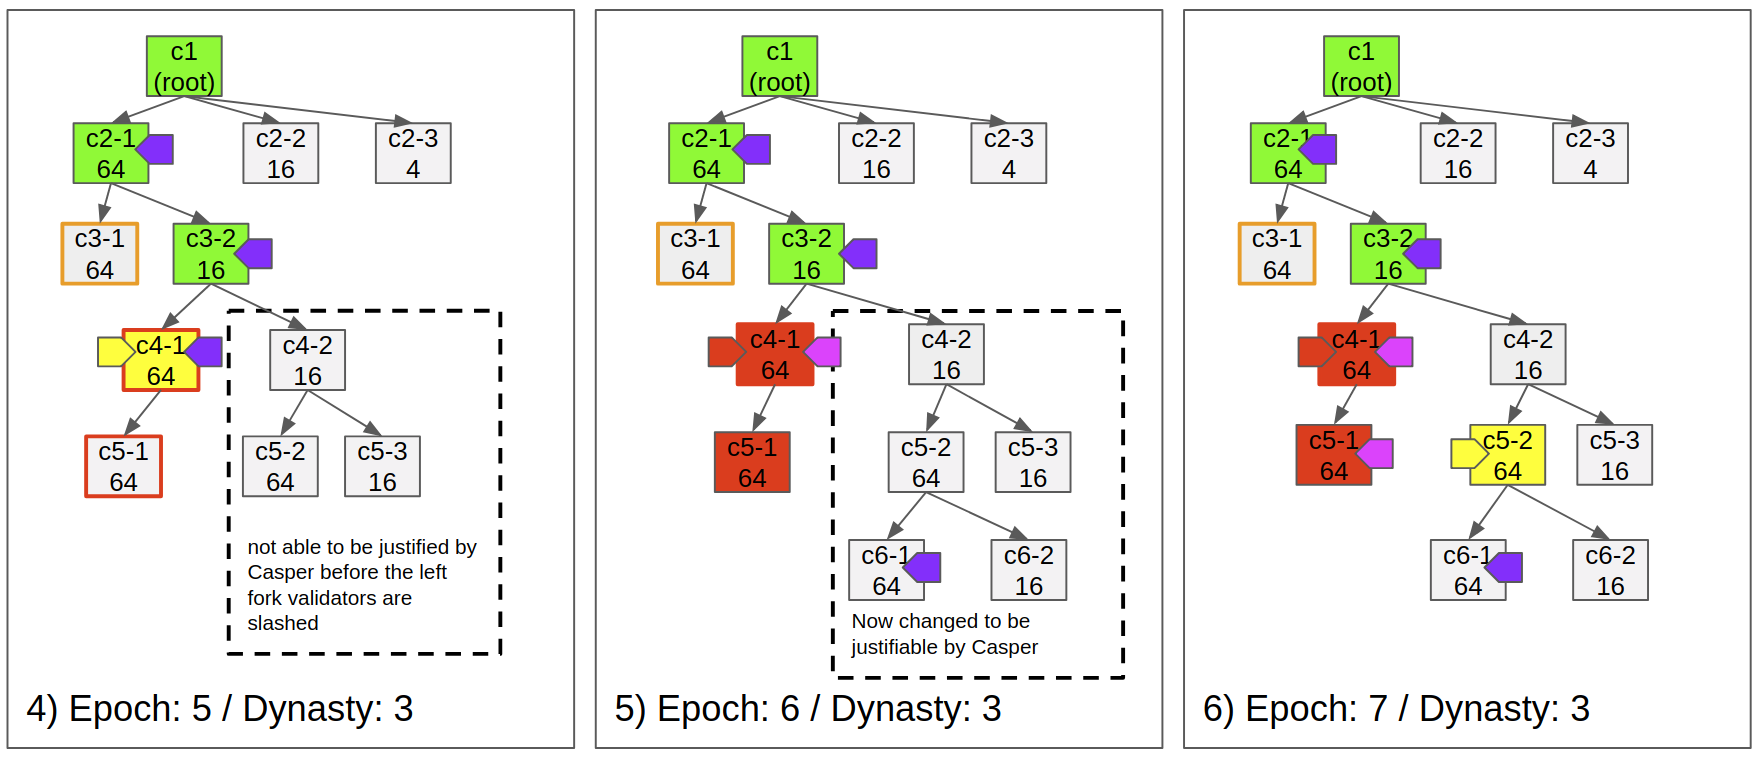 c1
(root)
c2-1
64
c2-2
16
c2-3
4
c3-1
64
c3-2
16
c4-1
64
c4-2
16
c5-1
64
c5-2
64
c5-3
16
not able to be justified by
Casper before the left
fork validators are
slashed
4) Epoch: 5 / Dynasty: 3
c1
(root)
c2-1
64
c2-2
16
c2-3
4
c3-1
64
c3-2
16
c4-1
64
c4-2
16
c5-1
64
c5-2
64
c5-3
16
c6-1
64
c6-2
16
Now changed to be
justifiable by Casper
5) Epoch: 6 / Dynasty: 3
c1
(root)
c2-1
64
c2-2
16
c2-3
4
c3-1
64
c3-2
16
c4-1
64
c4-2
16
c5-1
64
c5-2
64
c5-3
16
c6-1
64
c6-2
16
6) Epoch: 7 / Dynasty: 3